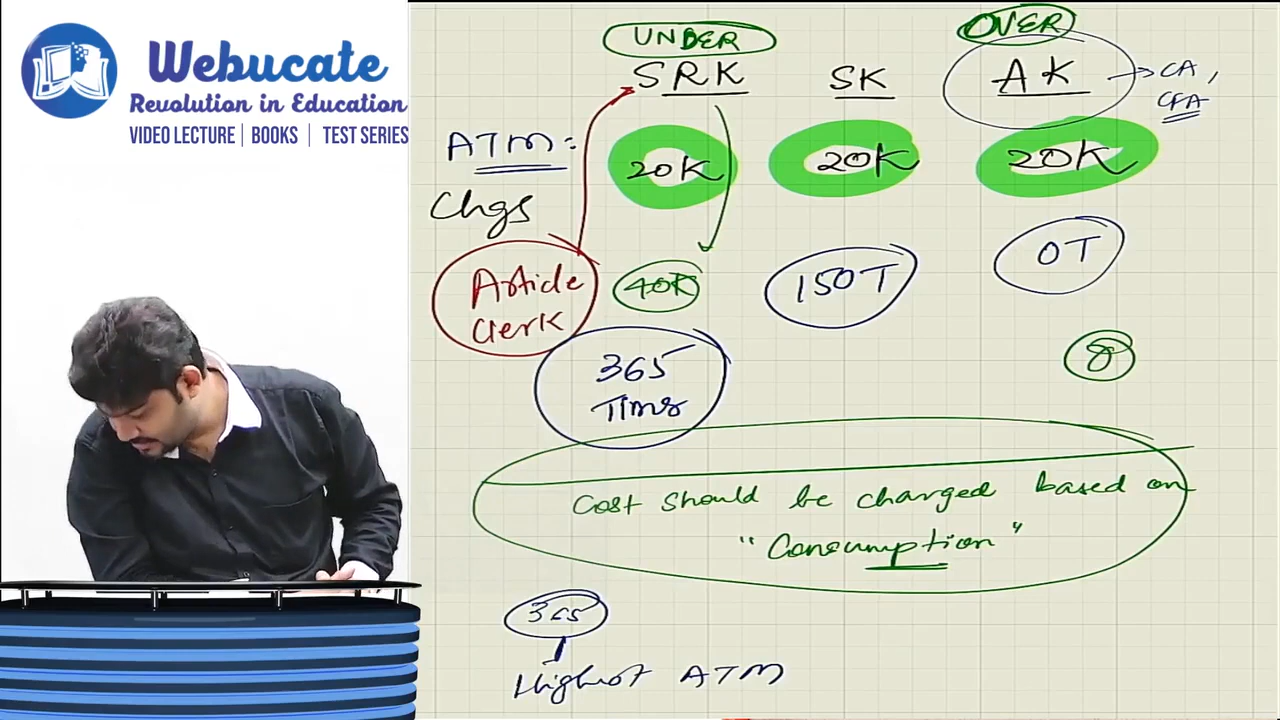 Webucate
Revolution in Education
VIDEO LECTURE | BOOKS | TEST SERIES
UNDER OVER
SRK SK AK → CA,
CFA
ATM: 20K 20K 20K
Chgs
Article
Clerk
40K 150T 0T
365
Times
8
Cost should be charged based on
"Consumption"
365
Highest ATM